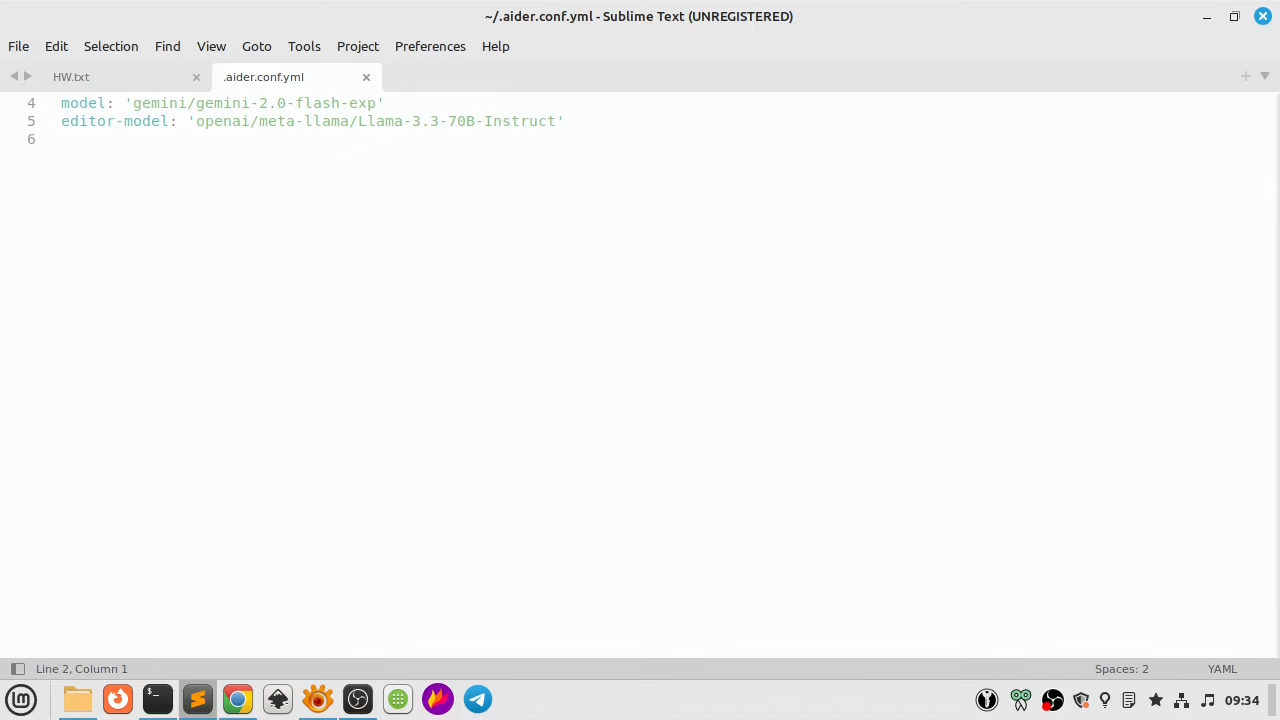 ~/.aider.conf.yml - Sublime Text (UNREGISTERED)
File Edit Selection Find View Goto Tools Project Preferences Help
HW.txt .aider.conf.yml
4 model: 'gemini/gemini-2.0-flash-exp'
5 editor-model: 'openai/meta-llama/Llama-3.3-70B-Instruct'
6
Line 2, Column 1 Spaces: 2 YAML
09:34